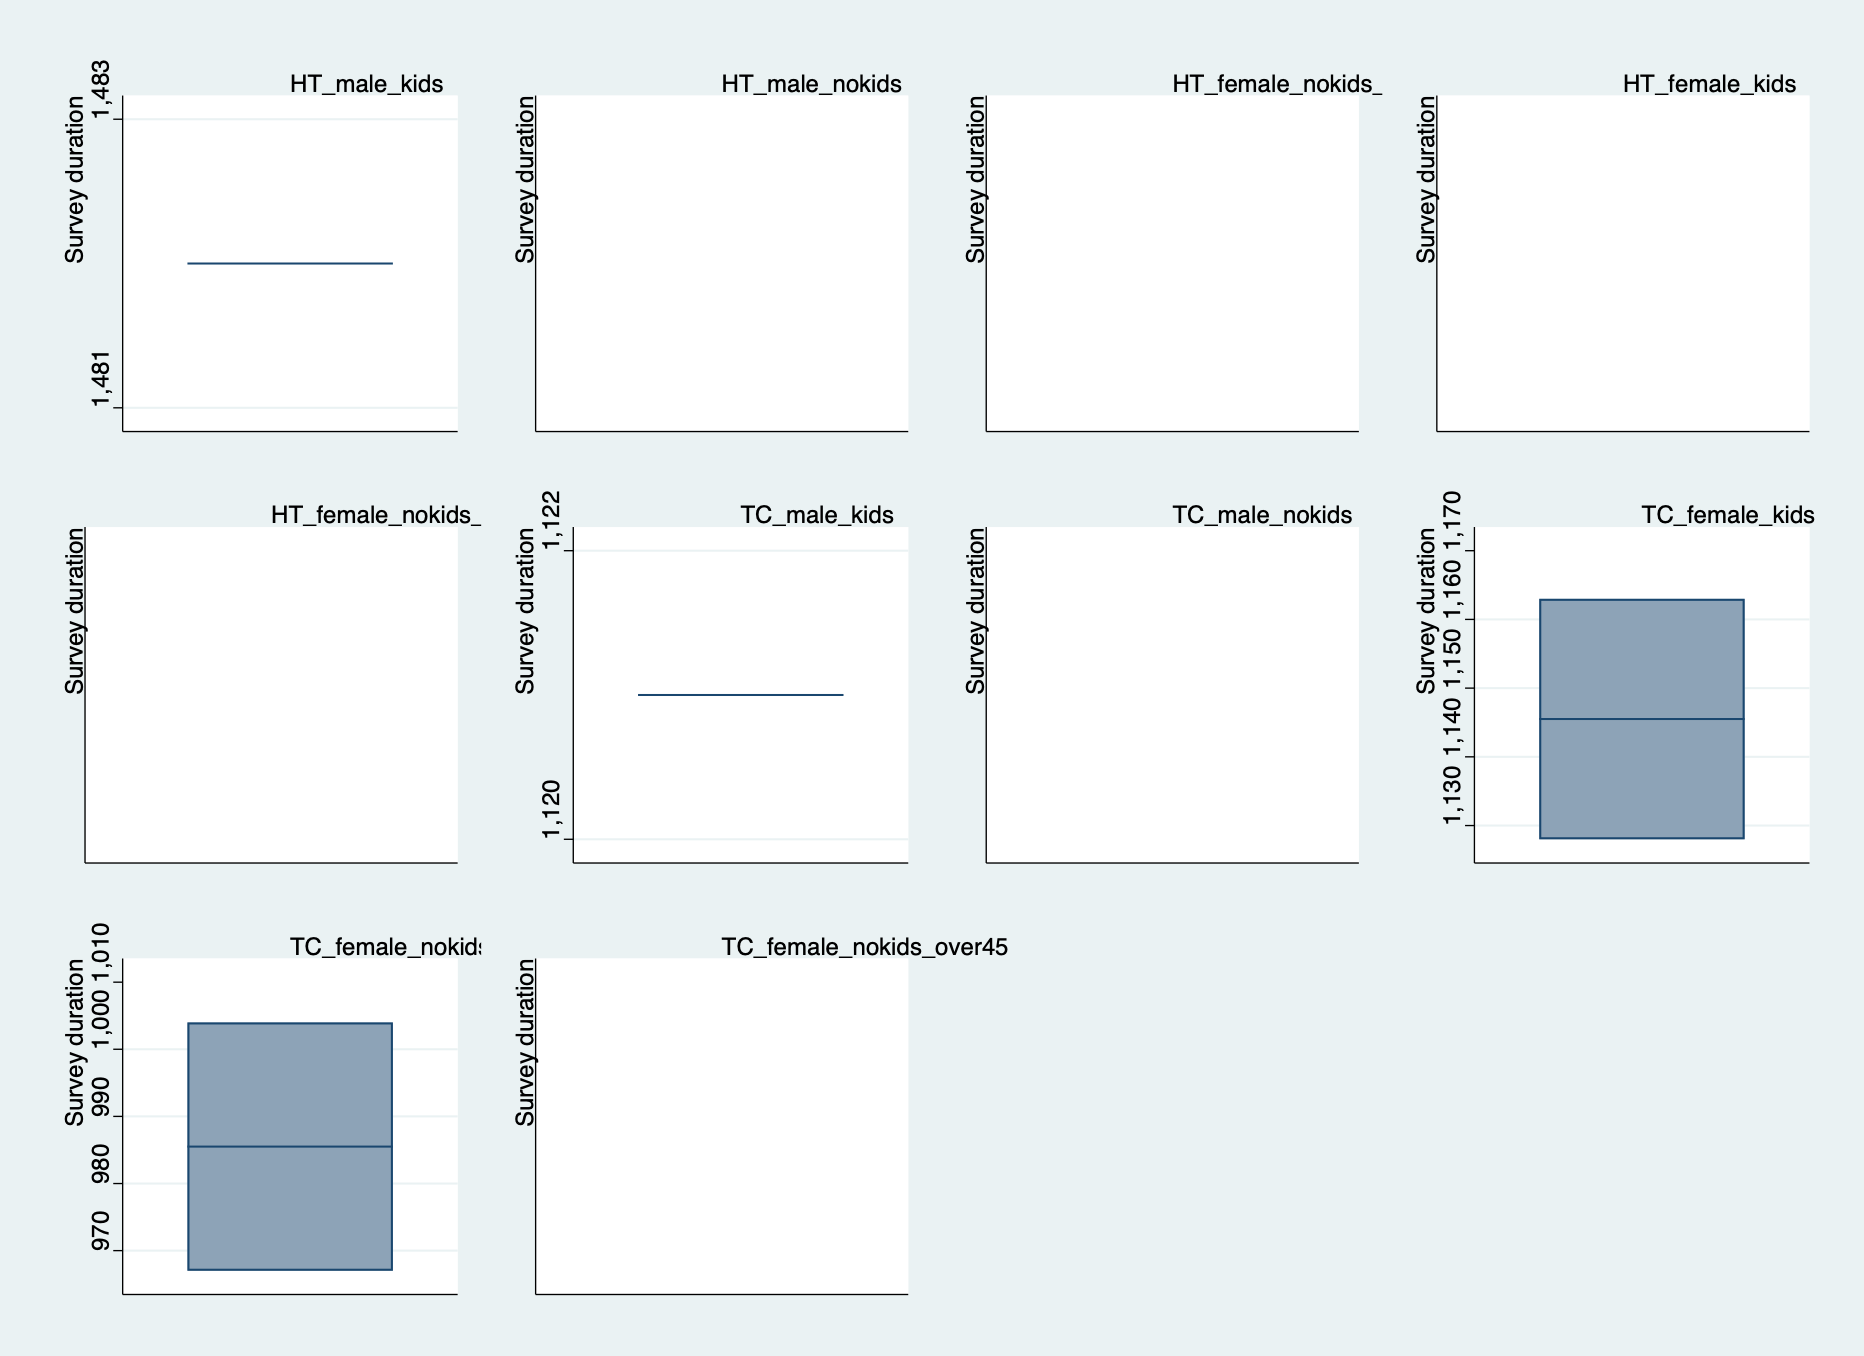 HT_male_kids
Survey duration
1,483
1,481
HT_male_nokids
Survey duration
HT_female_nokids_
Survey duration
HT_female_kids
Survey duration
HT_female_nokids_
Survey duration
TC_male_kids
Survey duration
1,122
1,120
TC_male_nokids
Survey duration
TC_female_kids
Survey duration
1,170
1,160
1,150
1,140
1,130
TC_female_nokids
Survey duration
1,010
1,000
990
980
970
TC_female_nokids_over45
Survey duration